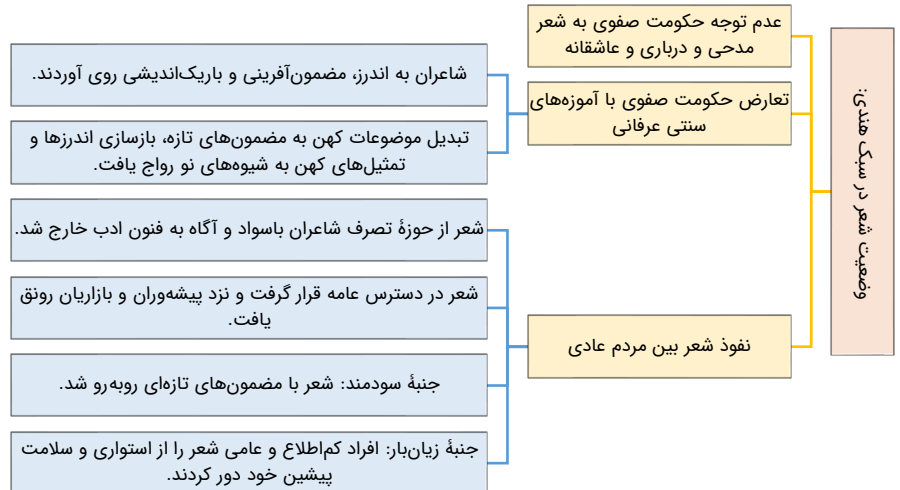 وضعیت شعر در سبک هندی:
عدم توجه حکومت صفوی به شعر
مدحی و درباری و عاشقانه
تعارض حکومت صفوی با آموزه‌های
سنتی عرفانی
شاعران به اندرز، مضمون‌آفرینی و باریک‌اندیشی روی آوردند.
تبدیل موضوعات کهن به مضمون‌های تازه، بازسازی اندرزها و
تمثیل‌های کهن به شیوه‌های نو رواج یافت.
نفوذ شعر بین مردم عادی
شعر از حوزهٔ تصرف شاعران باسواد و آگاه به فنون ادب خارج شد.
شعر در دسترس عامه قرار گرفت و نزد پیشه‌وران و بازاریان رونق
یافت.
جنبهٔ سودمند: شعر با مضمون‌های تازه‌ای روبه‌رو شد.
جنبهٔ زیان‌بار: افراد کم‌اطلاع و عامی شعر را از استواری و سلامت
پیشین خود دور کردند.